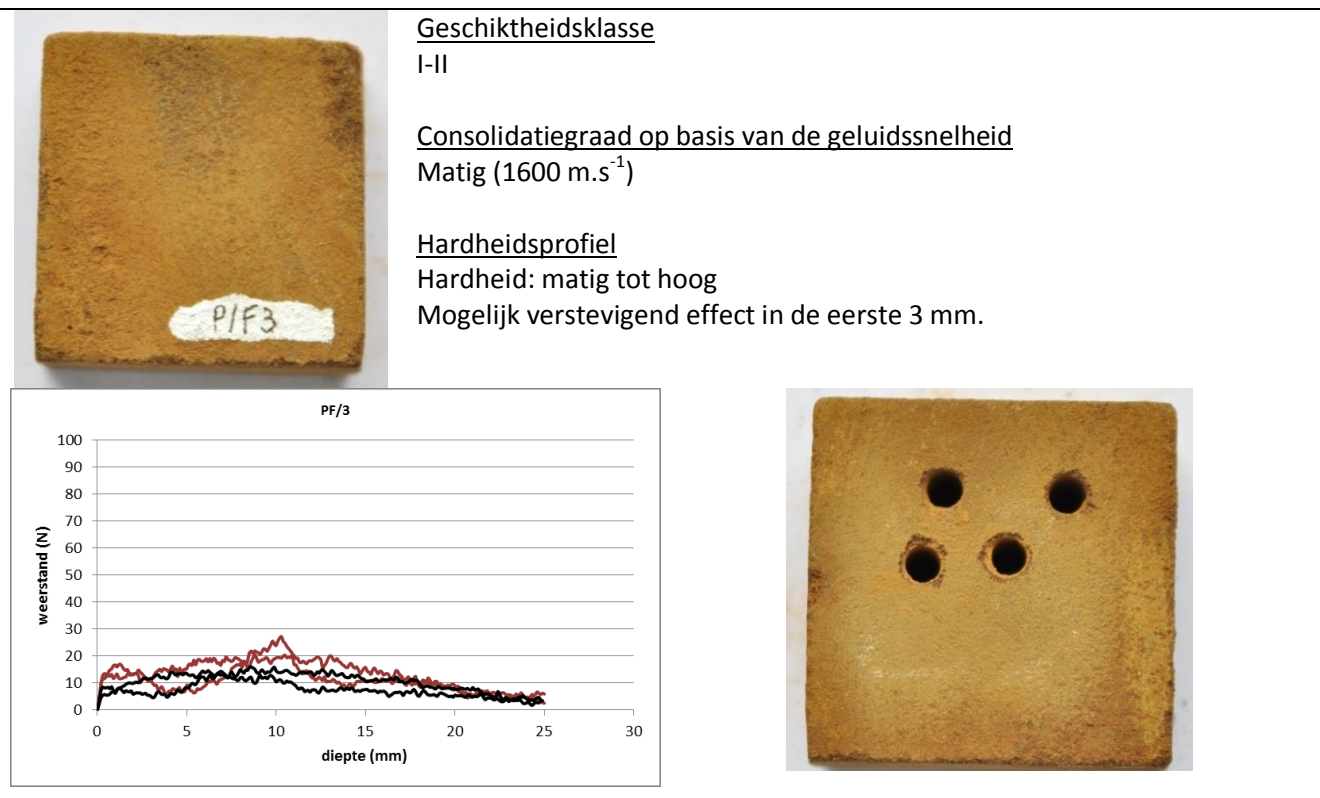 Geschiktheidsklasse
I-II
Consolidatiegraad op basis van de geluidssnelheid
Matig (1600 m.s⁻¹)
Hardheidsprofiel
Hardheid: matig tot hoog
Mogelijk verstevigend effect in de eerste 3 mm.
P/F3
PF/3
weerstand (N)
100
90
80
70
60
50
40
30
20
10
0
0 5 10 15 20 25 30
diepte (mm)